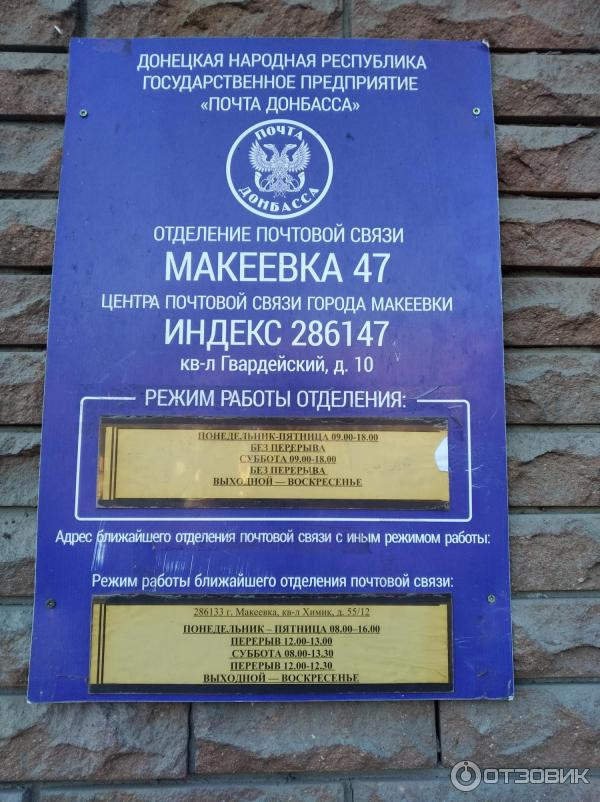 ДОНЕЦКАЯ НАРОДНАЯ РЕСПУБЛИКА
ГОСУДАРСТВЕННОЕ ПРЕДПРИЯТИЕ
«ПОЧТА ДОНБАССА»
ПОЧТА
ДОНБАССА
ОТДЕЛЕНИЕ ПОЧТОВОЙ СВЯЗИ
МАКЕЕВКА 47
ЦЕНТРА ПОЧТОВОЙ СВЯЗИ ГОРОДА МАКЕЕВКИ
ИНДЕКС 286147
кв-л Гвардейский, д. 10
РЕЖИМ РАБОТЫ ОТДЕЛЕНИЯ:
ПОНЕДЕЛЬНИК-ПЯТНИЦА 09.00-18.00
БЕЗ ПЕРЕРЫВА
СУББОТА 09.00-18.00
БЕЗ ПЕРЕРЫВА
ВЫХОДНОЙ — ВОСКРЕСЕНЬЕ
Адрес ближайшего отделения почтовой связи с иным режимом работы:
Режим работы ближайшего отделения почтовой связи:
286133 г. Макеевка, кв-л Химик, д. 55/12
ПОНЕДЕЛЬНИК – ПЯТНИЦА 08.00–16.00
ПЕРЕРЫВ 12.00-13.00
СУББОТА 08.00-13.30
ПЕРЕРЫВ 12.00-12.30
ВЫХОДНОЙ — ВОСКРЕСЕНЬЕ
ОТЗОВИК